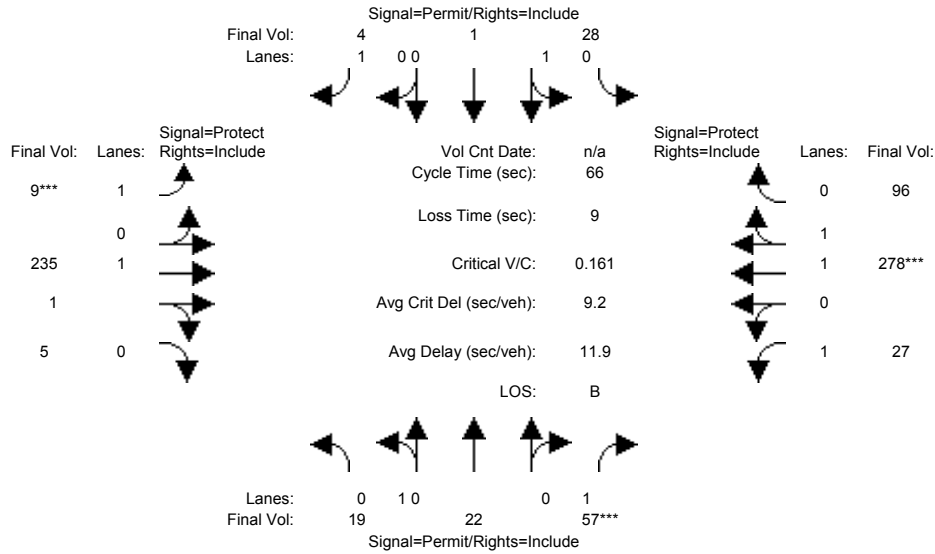 Signal=Permit/Rights=Include
Final Vol: 4 1 28
Lanes: 1 0 0 1 0
Signal=Protect Signal=Protect
Final Vol: Lanes: Rights=Include Vol Cnt Date: n/a Rights=Include Lanes: Final Vol:
Cycle Time (sec): 66
9*** 1 0 96
Loss Time (sec): 9
0 1
235 1 Critical V/C: 0.161 1 278***
1 Avg Crit Del (sec/veh): 9.2 0
5 0 Avg Delay (sec/veh): 11.9 1 27
LOS: B
Lanes: 0 1 0 0 1
Final Vol: 19 22 57***
Signal=Permit/Rights=Include